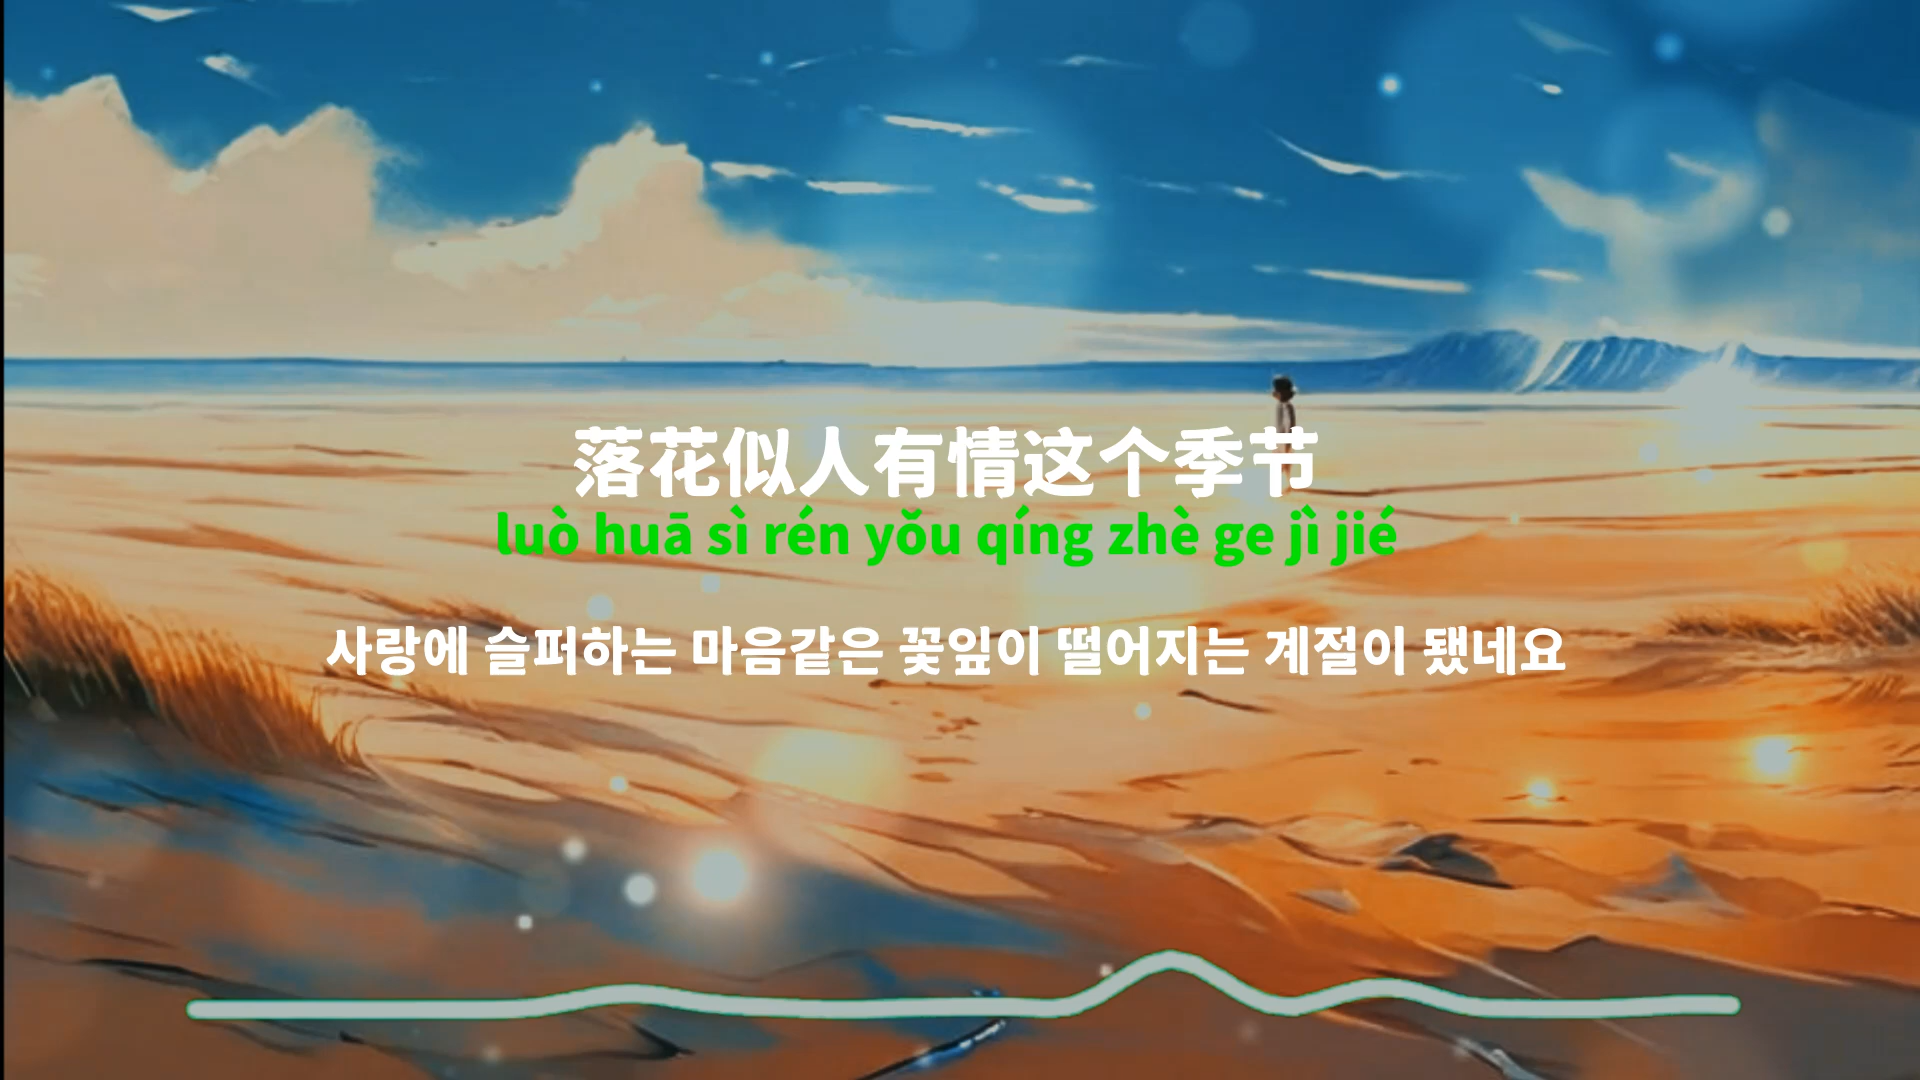 落花似人有情这个季节
luò huā sì rén yǒu qíng zhè ge jì jié
사랑에 슬퍼하는 마음같은 꽃잎이 떨어지는 계절이 됐네요